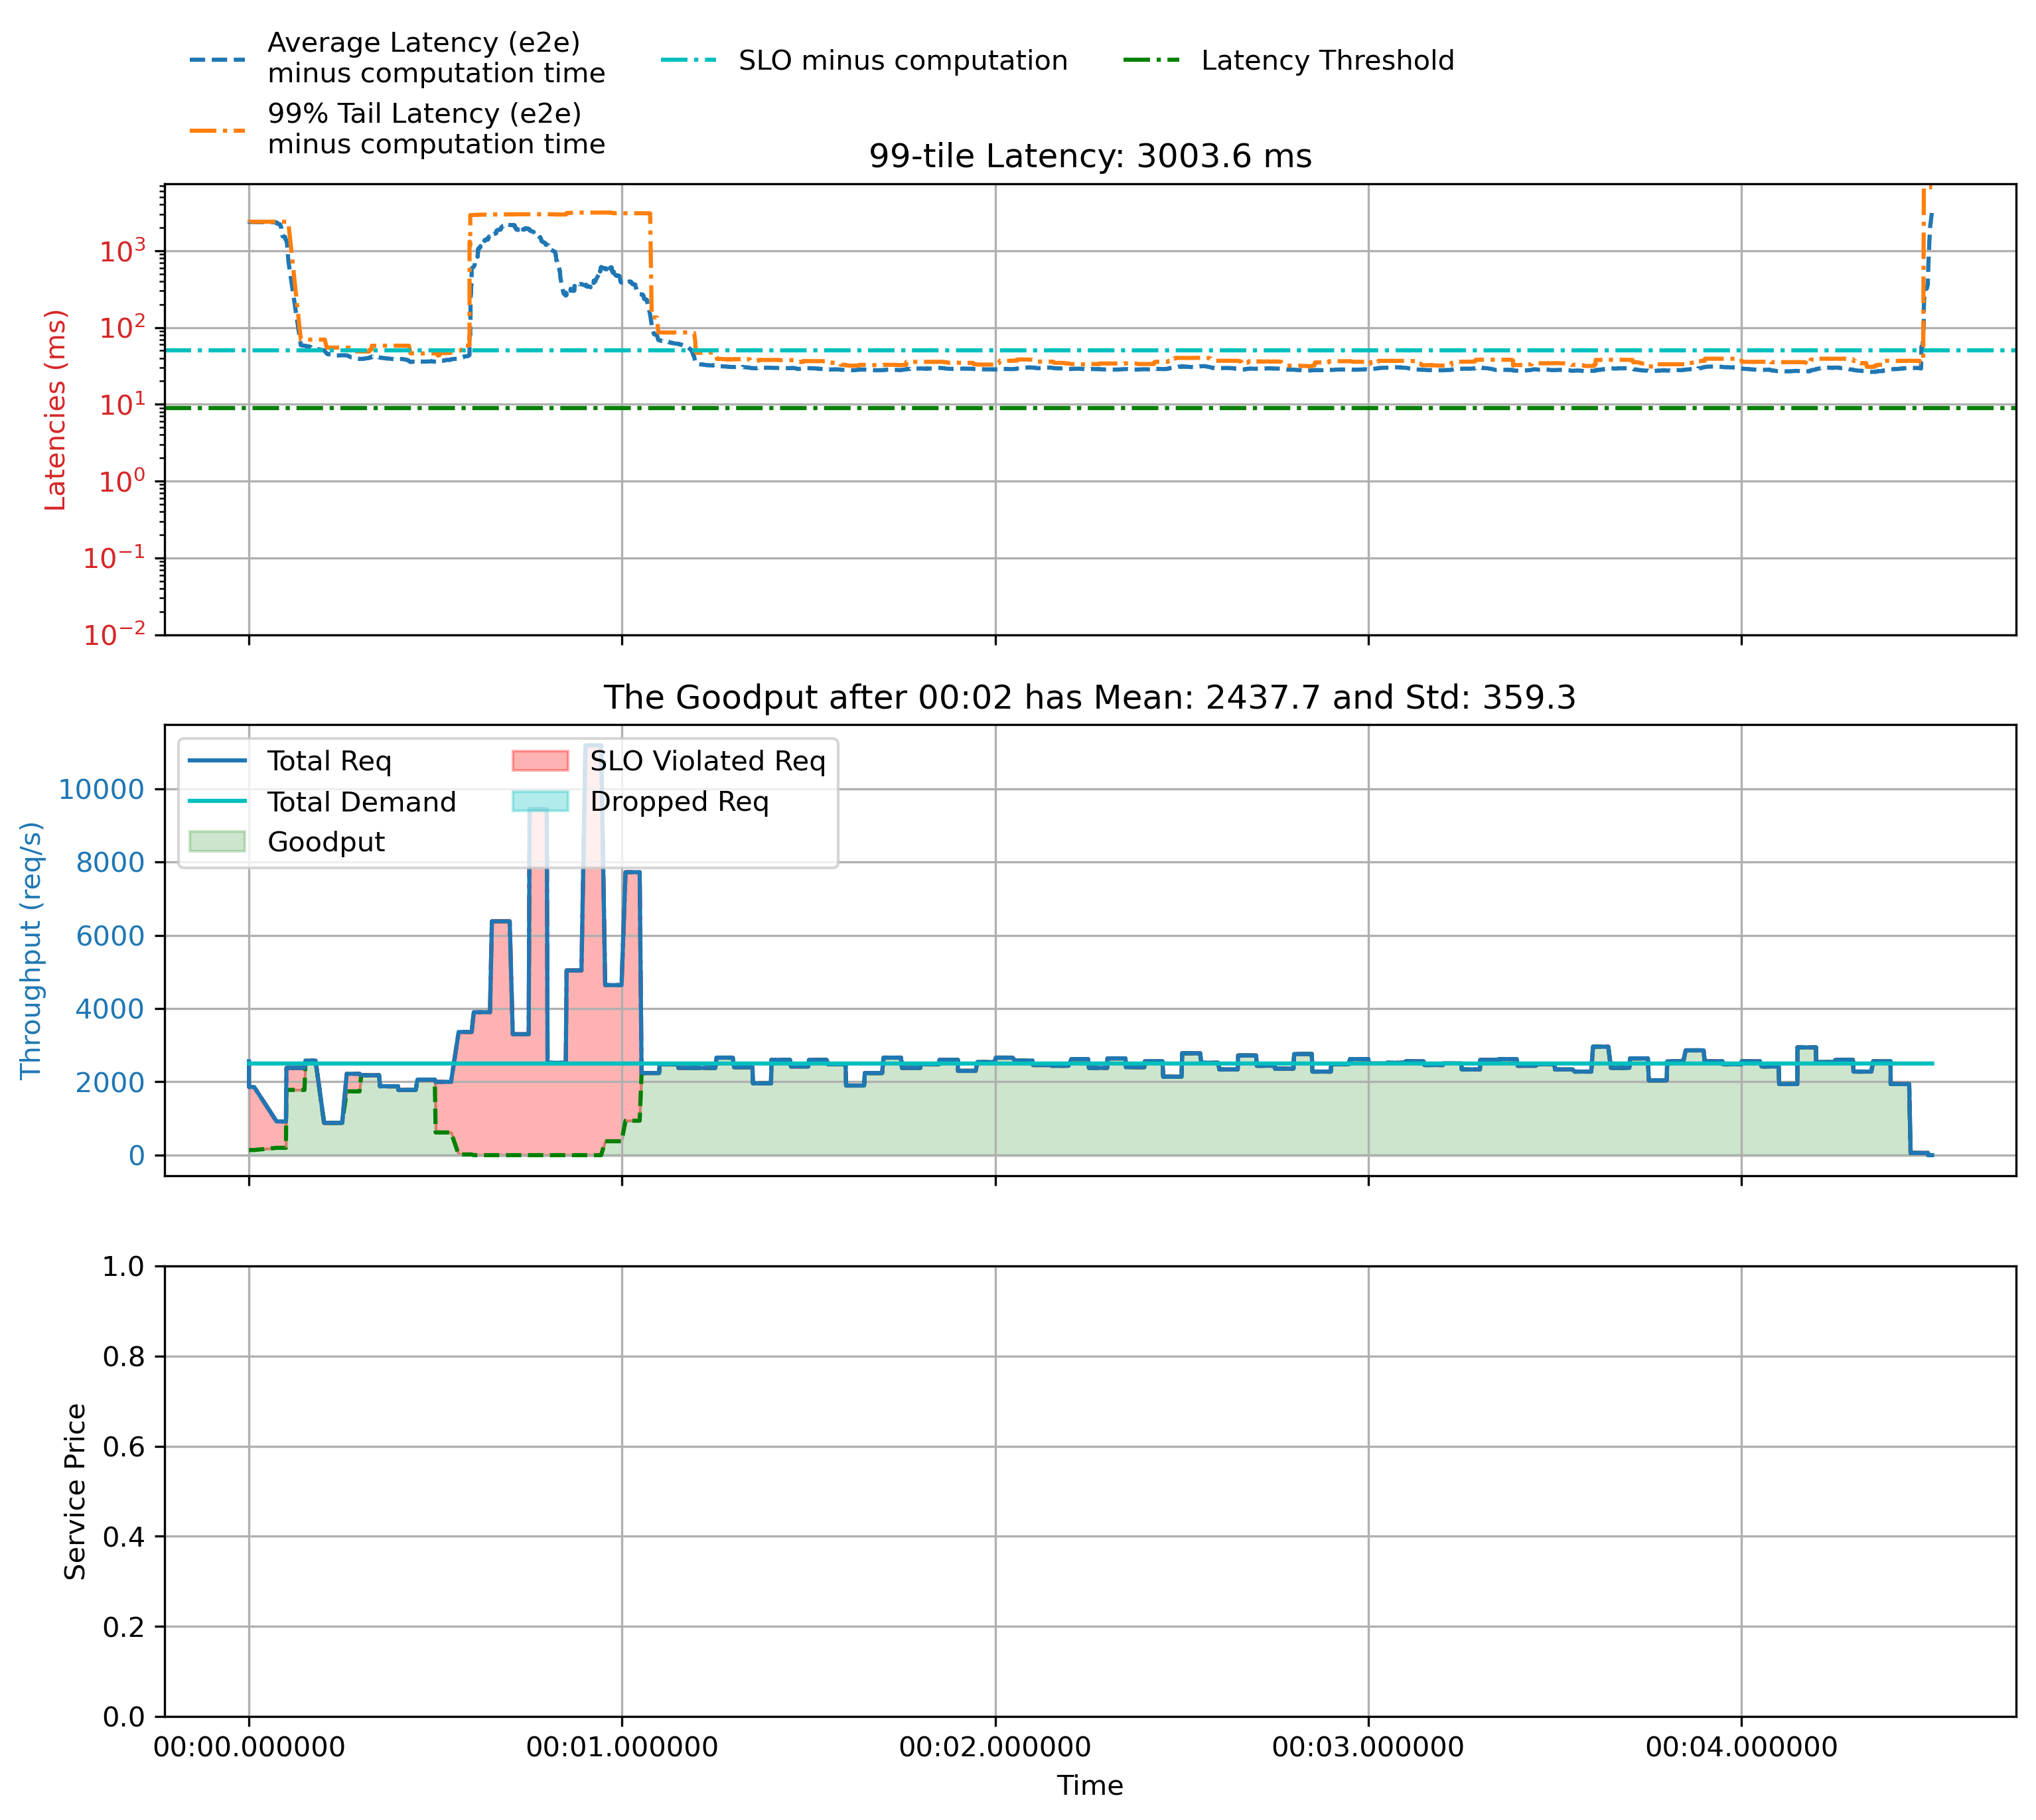 Average Latency (e2e)
minus computation time
99% Tail Latency (e2e)
minus computation time
SLO minus computation
Latency Threshold
99-tile Latency: 3003.6 ms
Latencies (ms)
10³
10²
10¹
10⁰
10⁻¹
10⁻²
The Goodput after 00:02 has Mean: 2437.7 and Std: 359.3
Throughput (req/s)
Total Req
Total Demand
Goodput
SLO Violated Req
Dropped Req
10000
8000
6000
4000
2000
0
Service Price
1.0
0.8
0.6
0.4
0.2
0.0
00:00.000000
00:01.000000
00:02.000000
00:03.000000
00:04.000000
Time